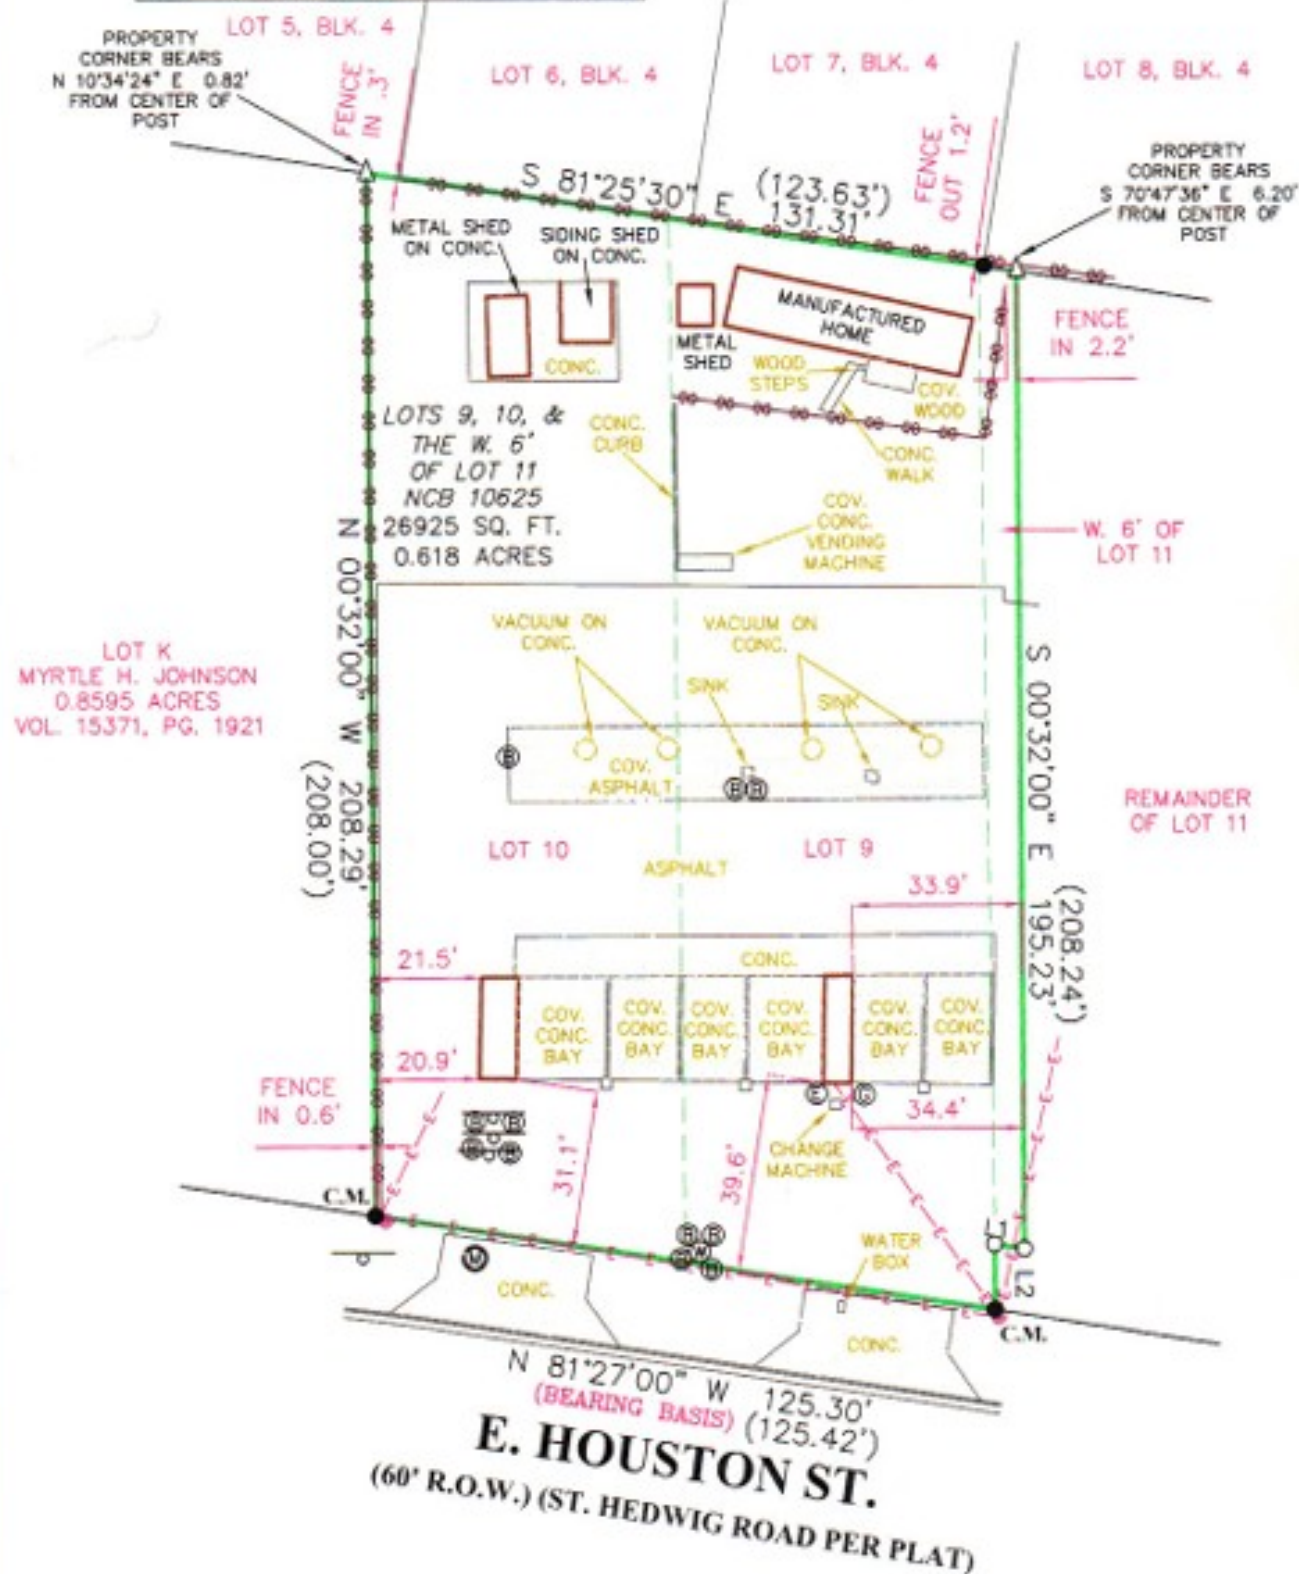 LOT 5, BLK. 4
PROPERTY
CORNER BEARS
N 10°34'24" E 0.82'
FROM CENTER OF
POST
FENCE
IN .3'
LOT 6, BLK. 4
LOT 7, BLK. 4
LOT 8, BLK. 4
FENCE
OUT 1.2'
PROPERTY
CORNER BEARS
S 70°47'36" E 6.20'
FROM CENTER OF
POST
S 81°25'30" E
(123.63')
131.31'
METAL SHED
ON CONC.
SIDING SHED
ON CONC.
CONC.
METAL
SHED
MANUFACTURED
HOME
WOOD
STEPS
COV.
WOOD
CONC.
WALK
FENCE
IN 2.2'
LOTS 9, 10, &
THE W. 6'
OF LOT 11
NCB 10625
26925 SQ. FT.
0.618 ACRES
CONC.
CURB
COV.
CONC.
VENDING
MACHINE
W. 6' OF
LOT 11
N 00°32'00" W 208.29'
(208.00')
LOT K
MYRTLE H. JOHNSON
0.8595 ACRES
VOL. 15371, PG. 1921
VACUUM ON
CONC.
VACUUM ON
CONC.
SINK
SINK
B
COV.
ASPHALT
B B
S 00°32'00" E 195.23'
(208.24')
REMAINDER
OF LOT 11
LOT 10
LOT 9
ASPHALT
33.9'
21.5'
CONC.
COV.
CONC.
BAY
COV.
CONC.
BAY
COV.
CONC.
BAY
COV.
CONC.
BAY
COV.
CONC.
BAY
COV.
CONC.
BAY
20.9'
FENCE
IN 0.6'
E
G
34.4'
B B
B B
31.1'
39.6'
CHANGE
MACHINE
C.M.
B B
W
B
WATER
BOX
L2
C.M.
CONC.
CONC.
N 81°27'00" W 125.30'
(BEARING BASIS) (125.42')
E. HOUSTON ST.
(60' R.O.W.) (ST. HEDWIG ROAD PER PLAT)